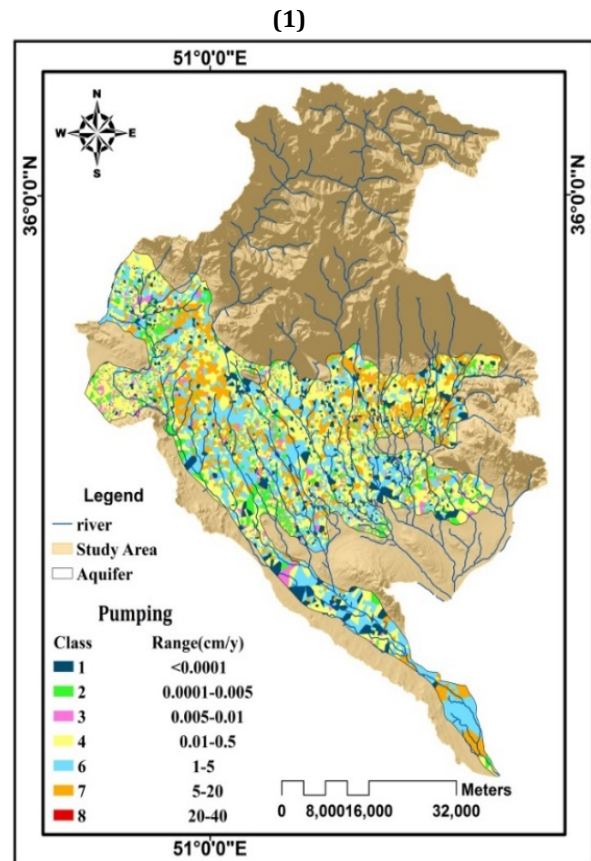 (1)
51°0'0"E
N
W E
S
36°0'0"N
36°0'0"N
Legend
river
Study Area
Aquifer
Pumping
Class Range(cm/y)
1 <0.0001
2 0.0001-0.005
3 0.005-0.01
4 0.01-0.5
6 1-5
7 5-20
8 20-40
Meters
0 8,000 16,000 32,000
51°0'0"E